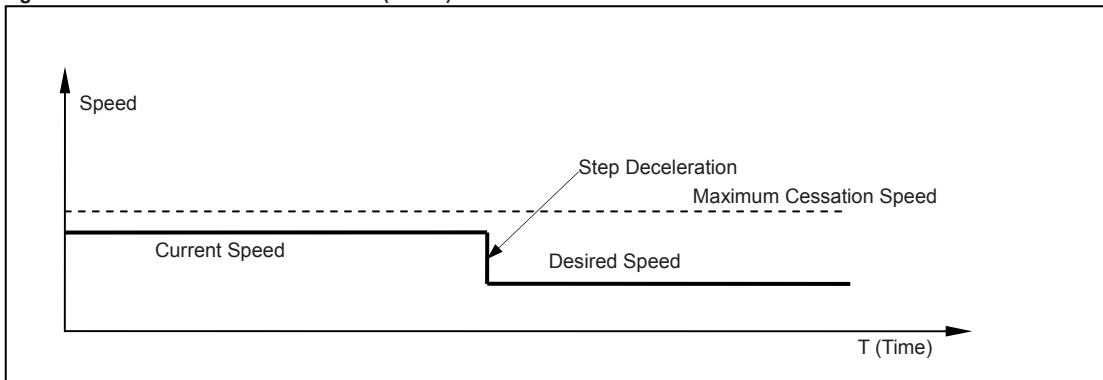 Speed
Step Deceleration
Maximum Cessation Speed
Current Speed
Desired Speed
T (Time)